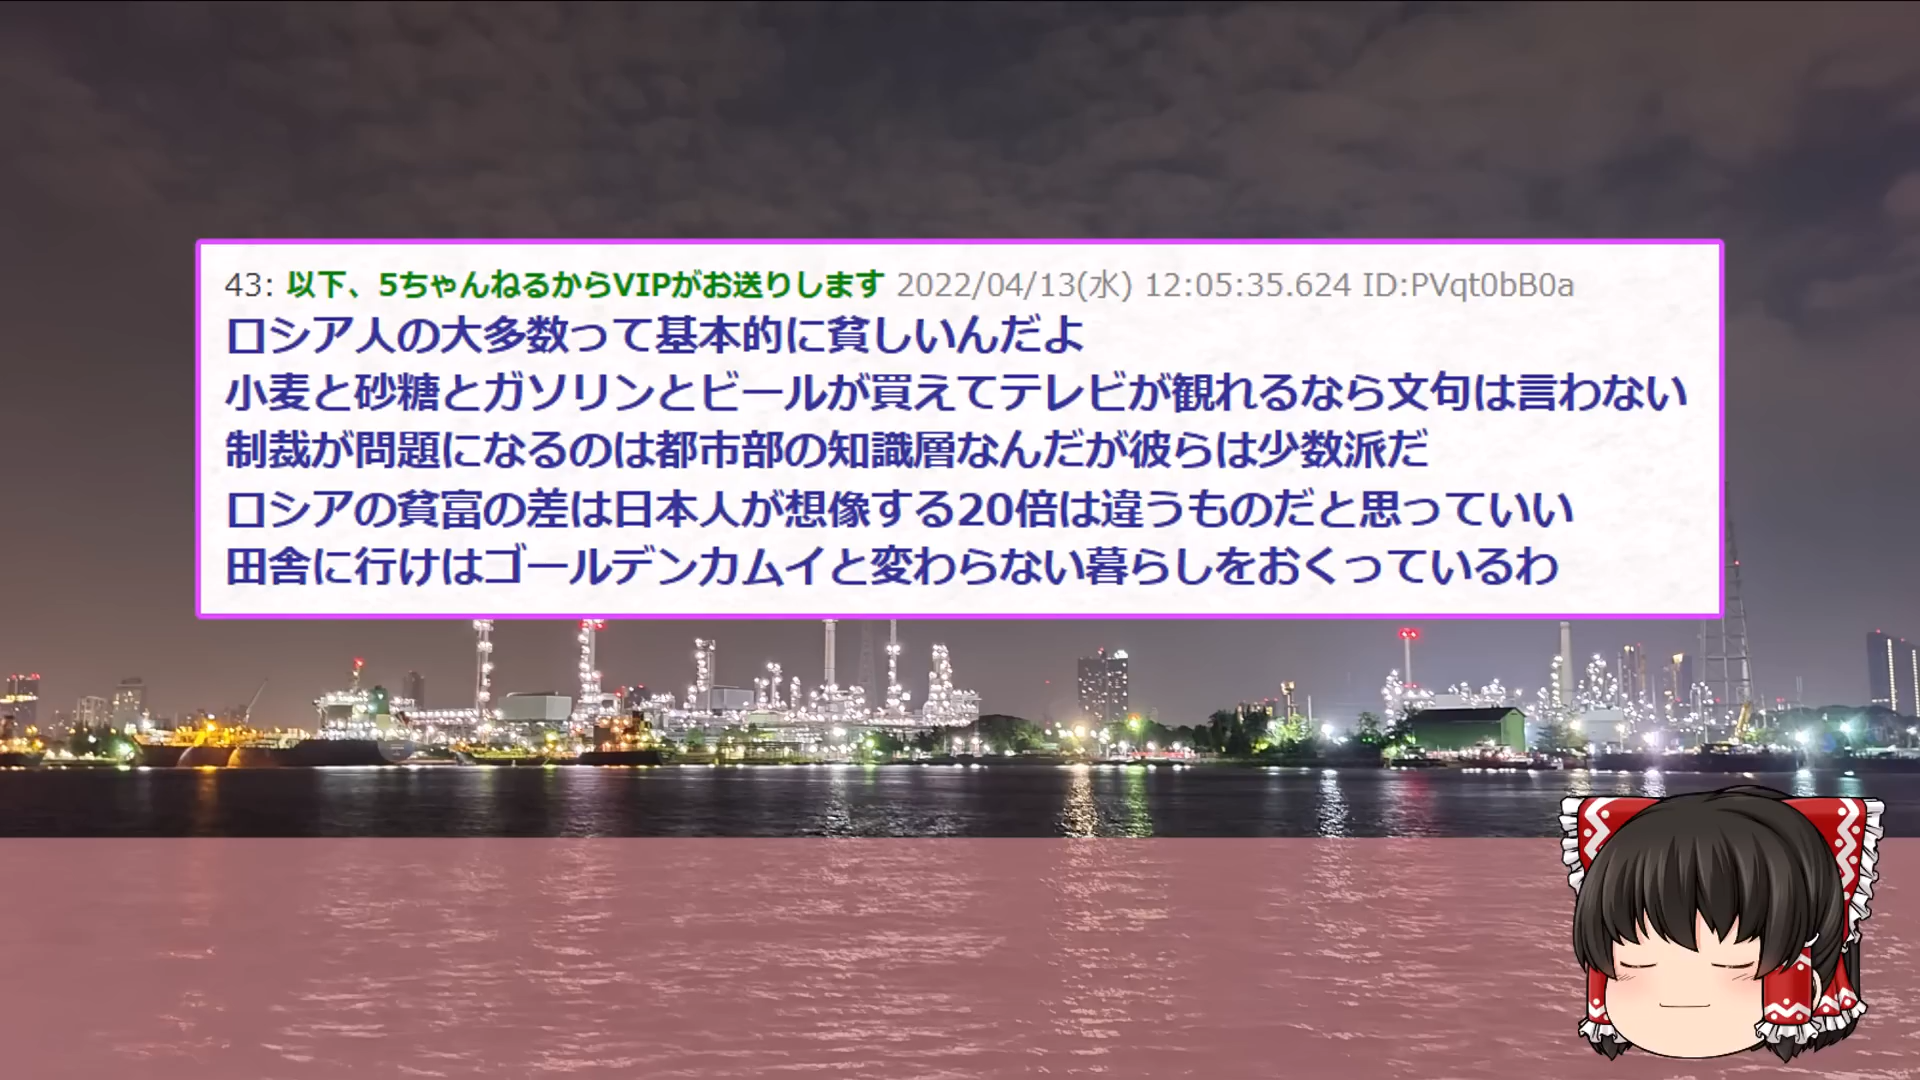 43: 以下、5ちゃんねるからVIPがお送りします 2022/04/13(水) 12:05:35.624 ID:PVqt0bB0a
ロシア人の大多数って基本的に貧しいんだよ
小麦と砂糖とガソリンとビールが買えてテレビが観れるなら文句は言わない
制裁が問題になるのは都市部の知識層なんだが彼らは少数派だ
ロシアの貧富の差は日本人が想像する20倍は違うものだと思っていい
田舎に行けはゴールデンカムイと変わらない暮らしをおくっているわ